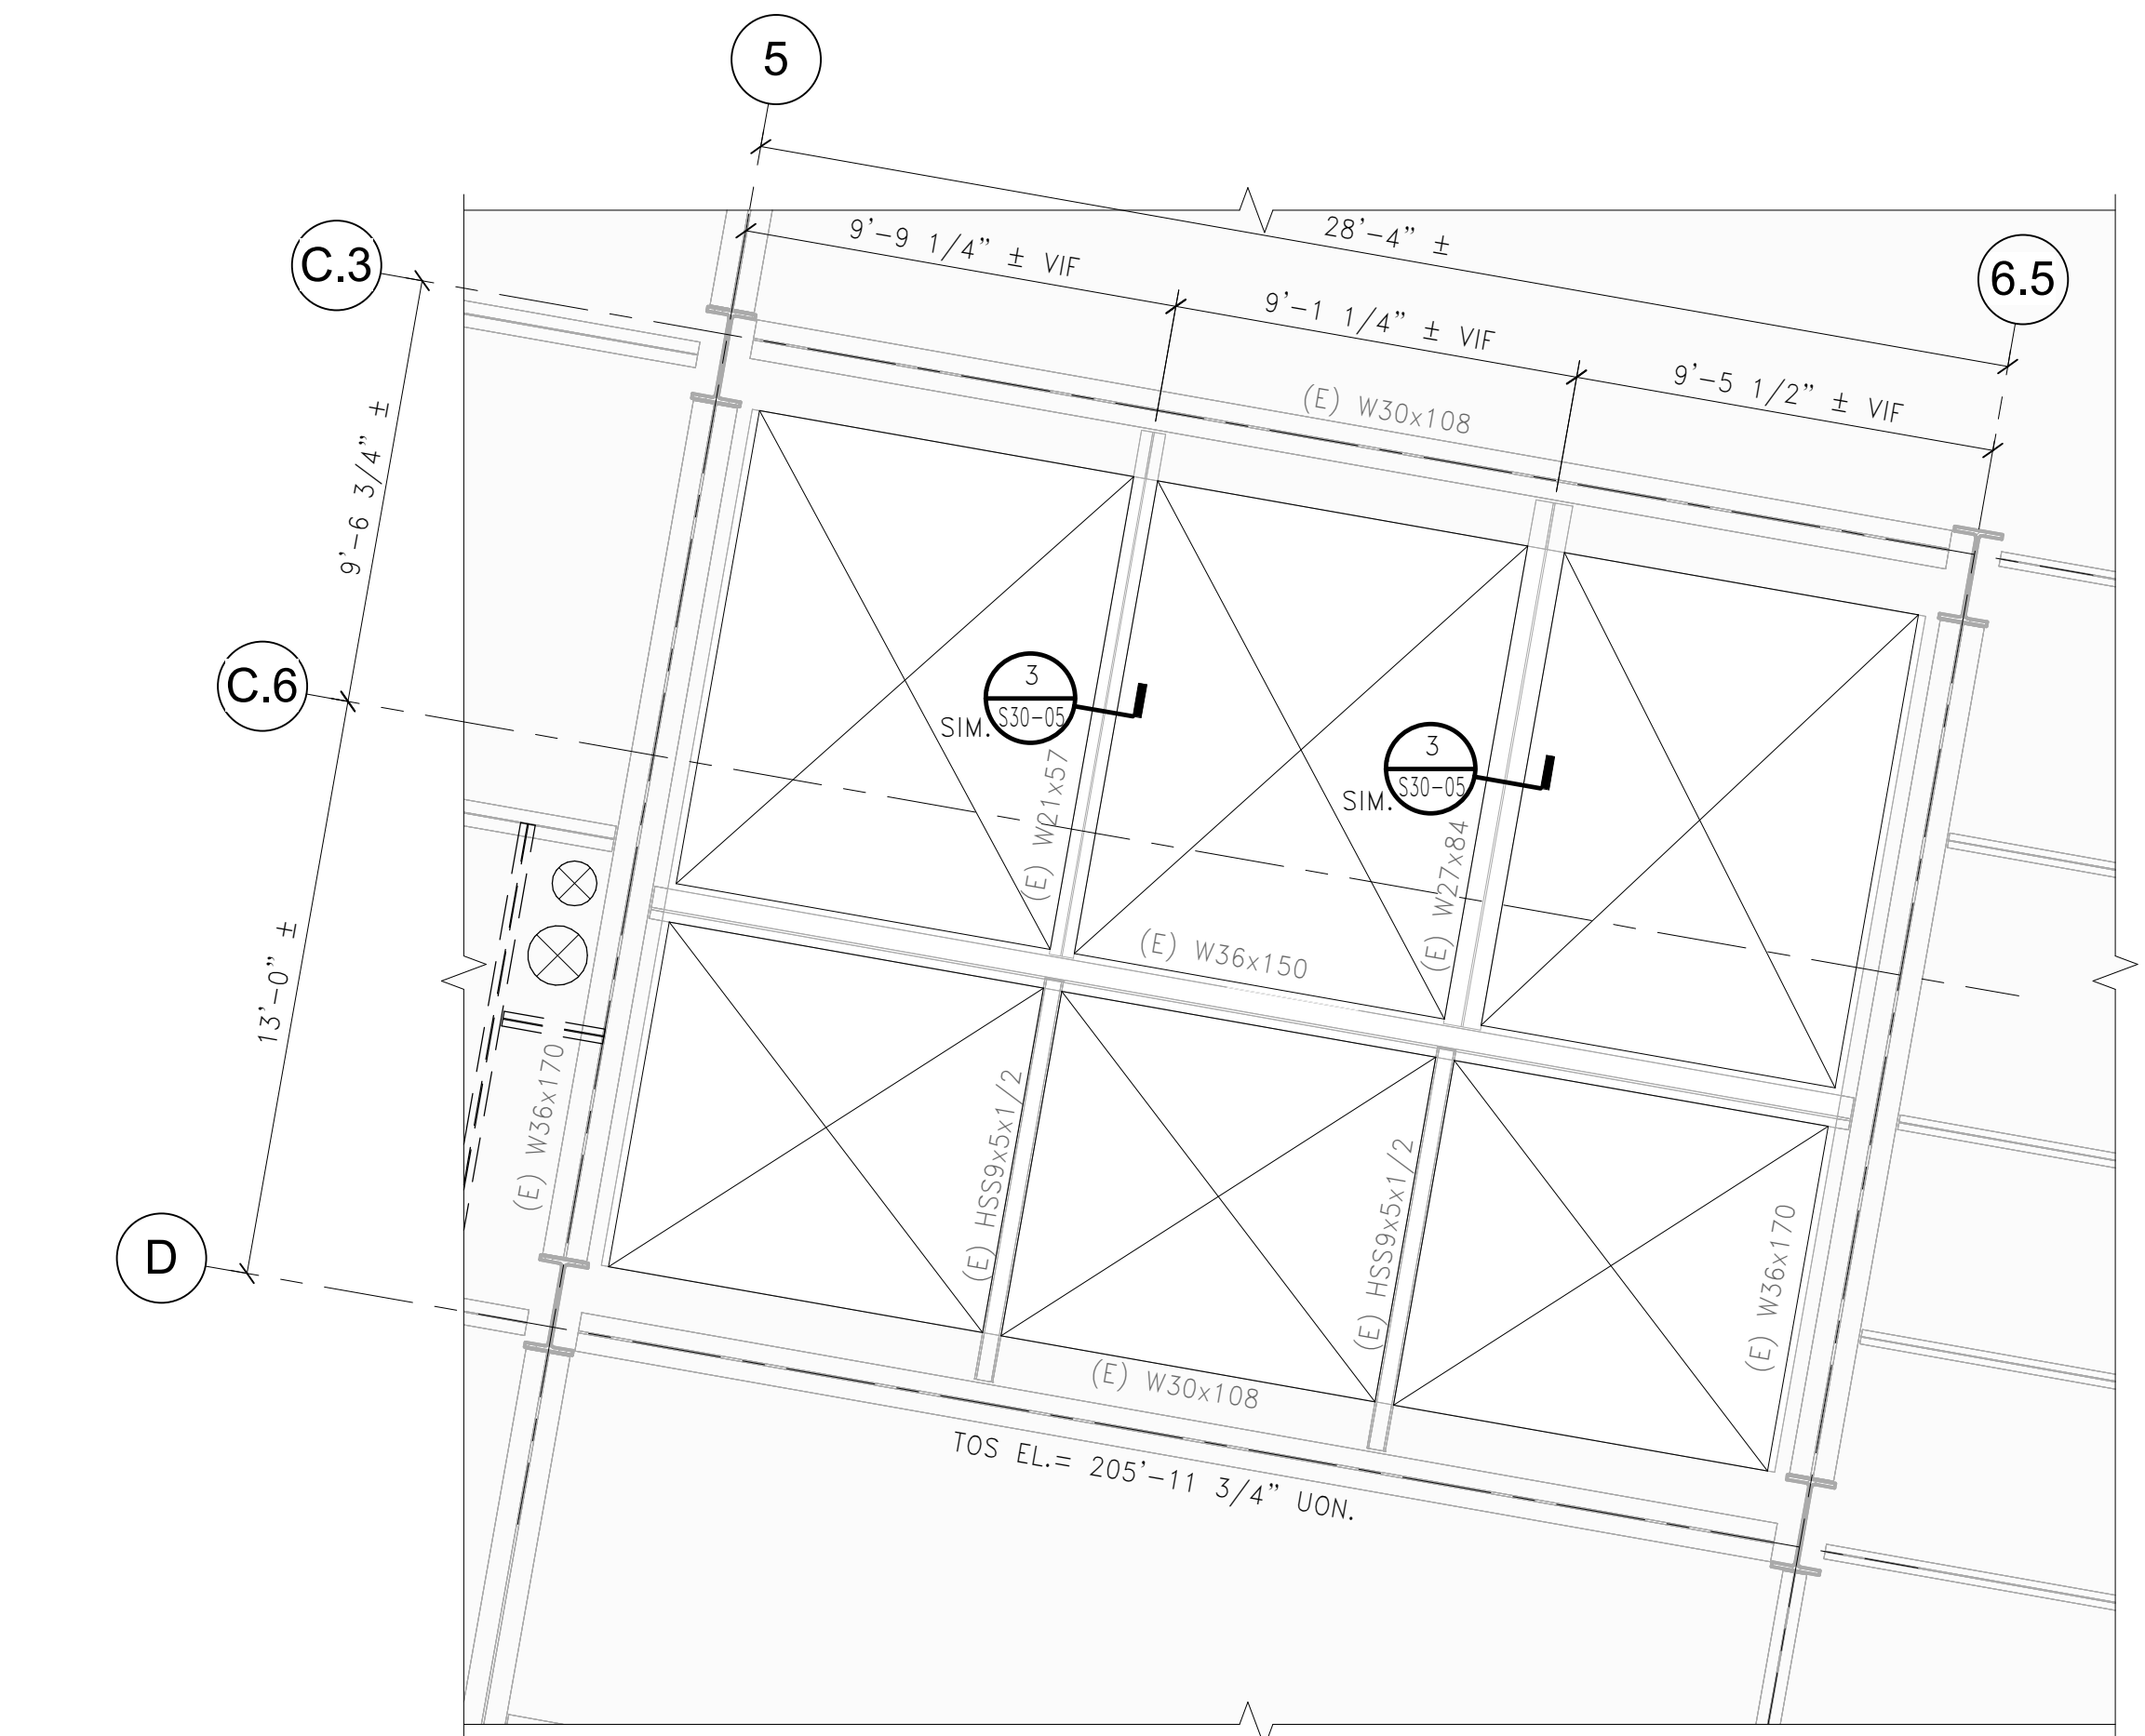 5
28'-4" ±
9'-9 1/4" ± VIF
C.3
6.5
9'-1 1/4" ± VIF
9'-5 1/2" ± VIF
(E) W30x108
9'-6 3/4" ±
C.6
3
S30-05
SIM.
3
S30-05
SIM.
(E) W21x57
(E) W27x84
(E) W36x150
13'-0" ±
(E) W36x170
(E) HSS9x5x1/2
(E) HSS9x5x1/2
(E) W36x170
D
(E) W30x108
TOS EL.= 205'-11 3/4" UON.